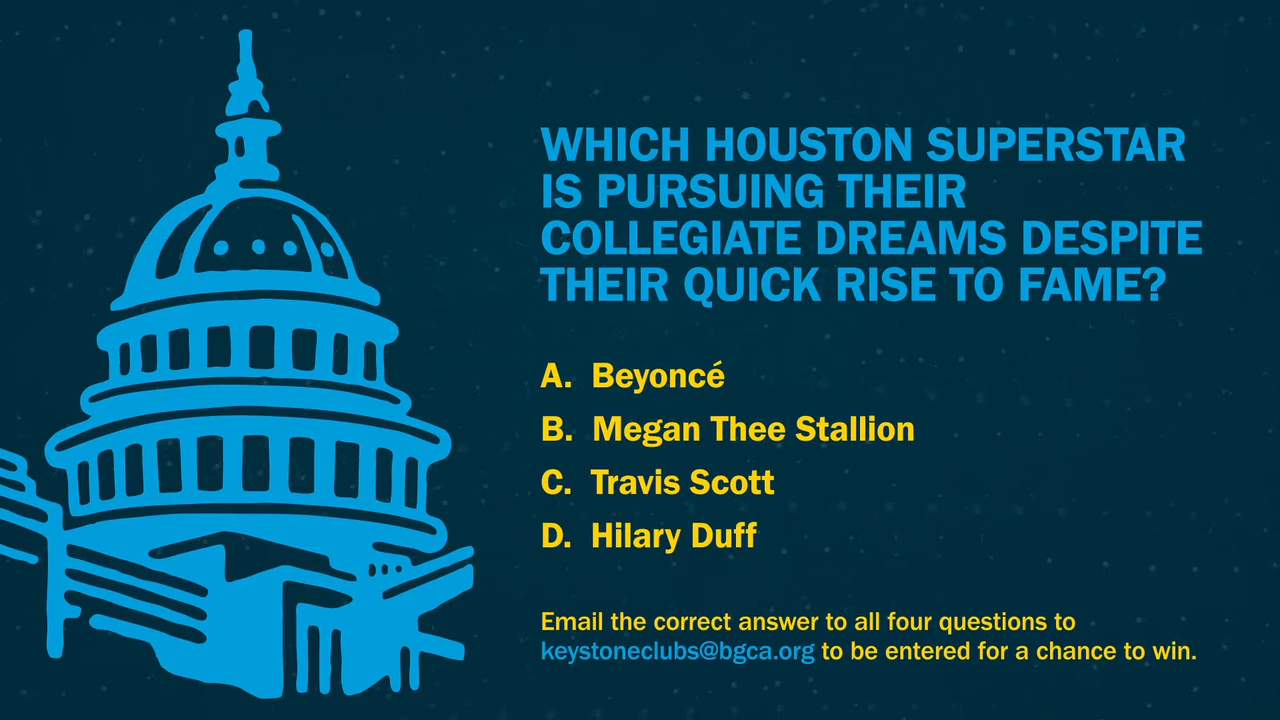 WHICH HOUSTON SUPERSTAR
IS PURSUING THEIR
COLLEGIATE DREAMS DESPITE
THEIR QUICK RISE TO FAME?
A. Beyoncé
B. Megan Thee Stallion
C. Travis Scott
D. Hilary Duff
Email the correct answer to all four questions to
keystoneclubs@bgca.org to be entered for a chance to win.